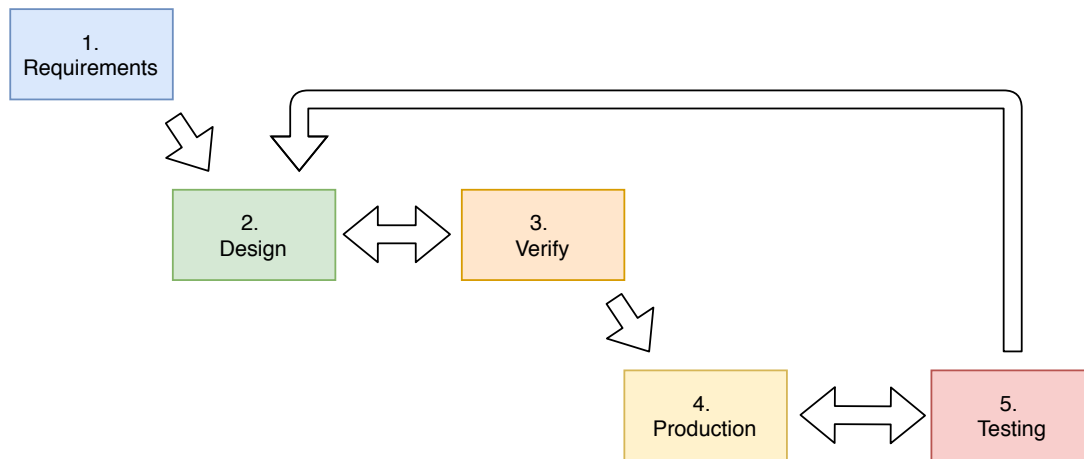 1.
Requirements
2.
Design
3.
Verify
4.
Production
5.
Testing